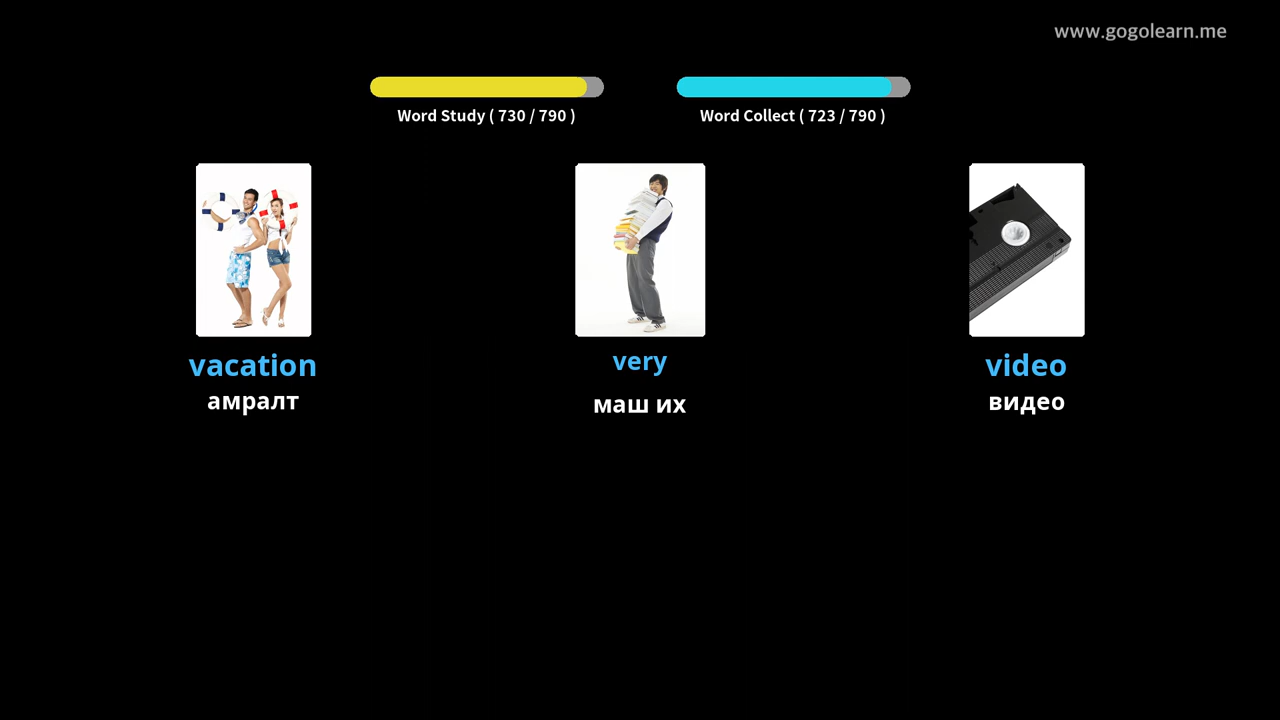 www.gogolearn.me
Word Study ( 730 / 790 )
Word Collect ( 723 / 790 )
vacation
амралт
very
маш их
video
видео